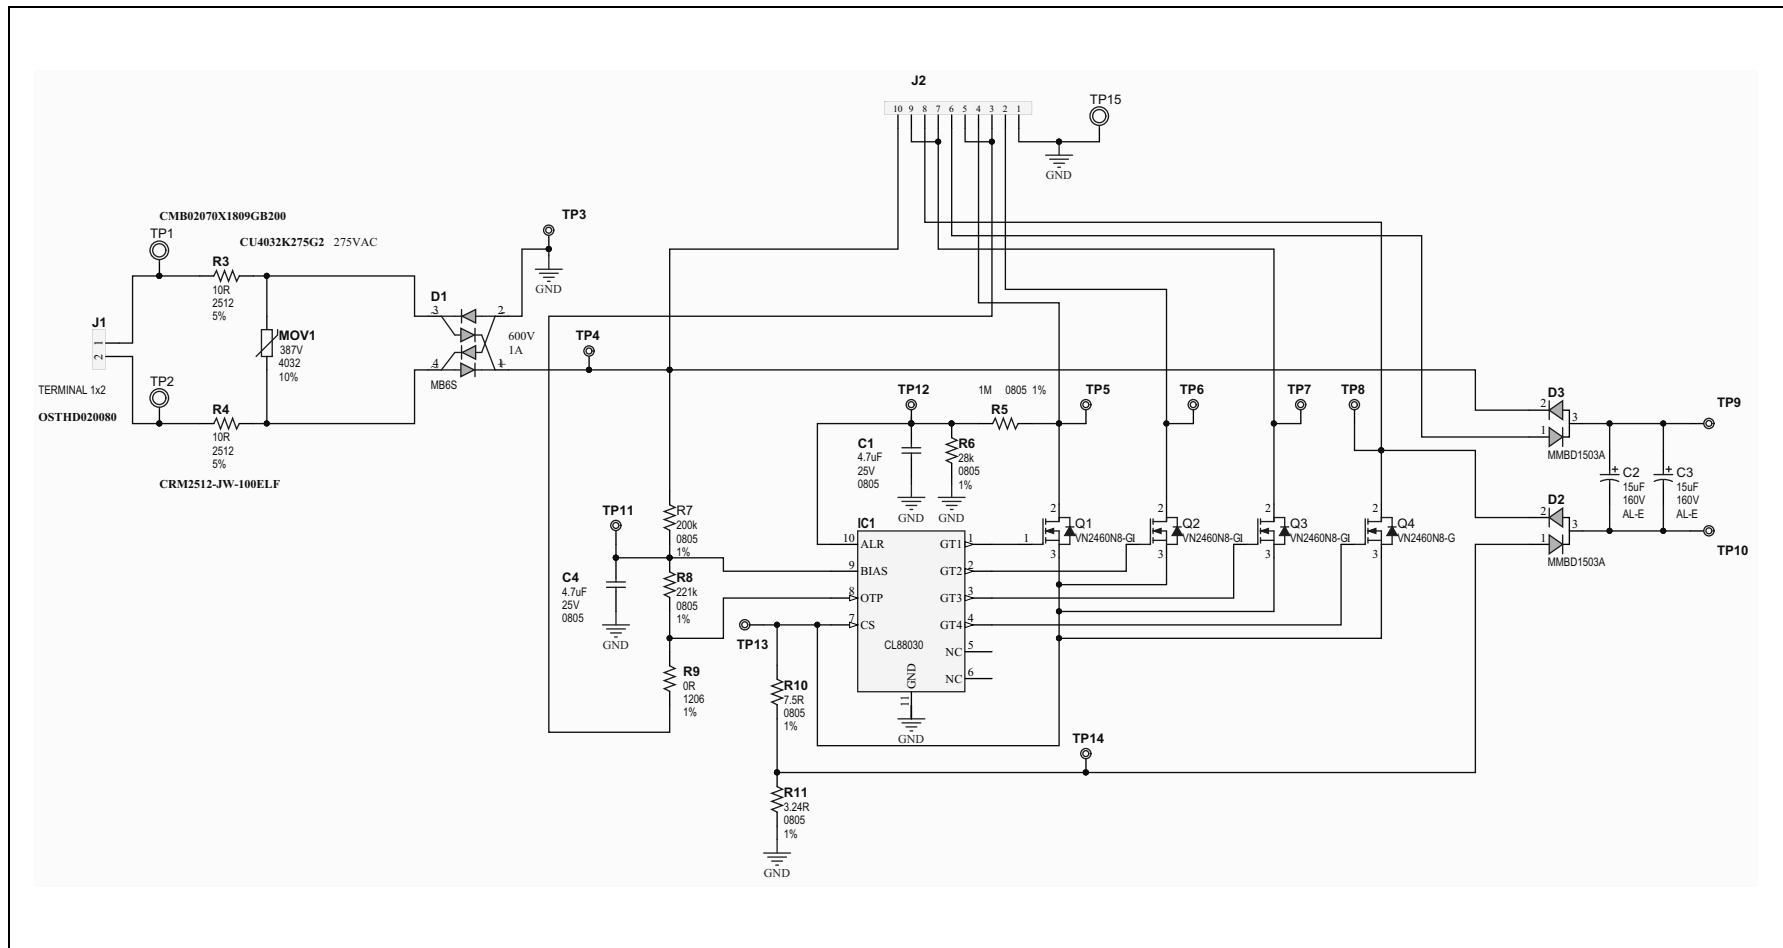 J2
10 9 8 7 6 5 4 3 2 1
TP15
GND
CMB02070X1809GB200
TP1
CU4032K275G2 275VAC
R3
10R
2512
5%
J1
1
2
TERMINAL 1x2
OSTHD020080
MOV1
387V
4032
10%
TP2
R4
10R
2512
5%
CRM2512-JW-100ELF
TP3
GND
D1
3
2
4
1
600V
1A
MB6S
TP4
TP12
1M 0805 1%
R5
TP5
TP6
TP7
TP8
C1
4.7uF
25V
0805
GND
R6
28k
0805
1%
GND
D3
2
1
3
MMBD1503A
TP9
C2
15uF
160V
AL-E
C3
15uF
160V
AL-E
D2
2
1
3
MMBD1503A
TP10
TP11
C4
4.7uF
25V
0805
GND
R7
200k
0805
1%
R8
221k
0805
1%
R9
0R
1206
1%
IC1
10 ALR
9 BIAS
8 OTP
7 CS
GT1 1
GT2 2
GT3 3
GT4 4
NC 5
NC 6
CL88030
GND
11
GND
2
1
3
Q1
VN2460N8-G
2
1
3
Q2
VN2460N8-G
2
1
3
Q3
VN2460N8-G
2
1
3
Q4
VN2460N8-G
TP13
R10
7.5R
0805
1%
TP14
R11
3.24R
0805
1%
GND